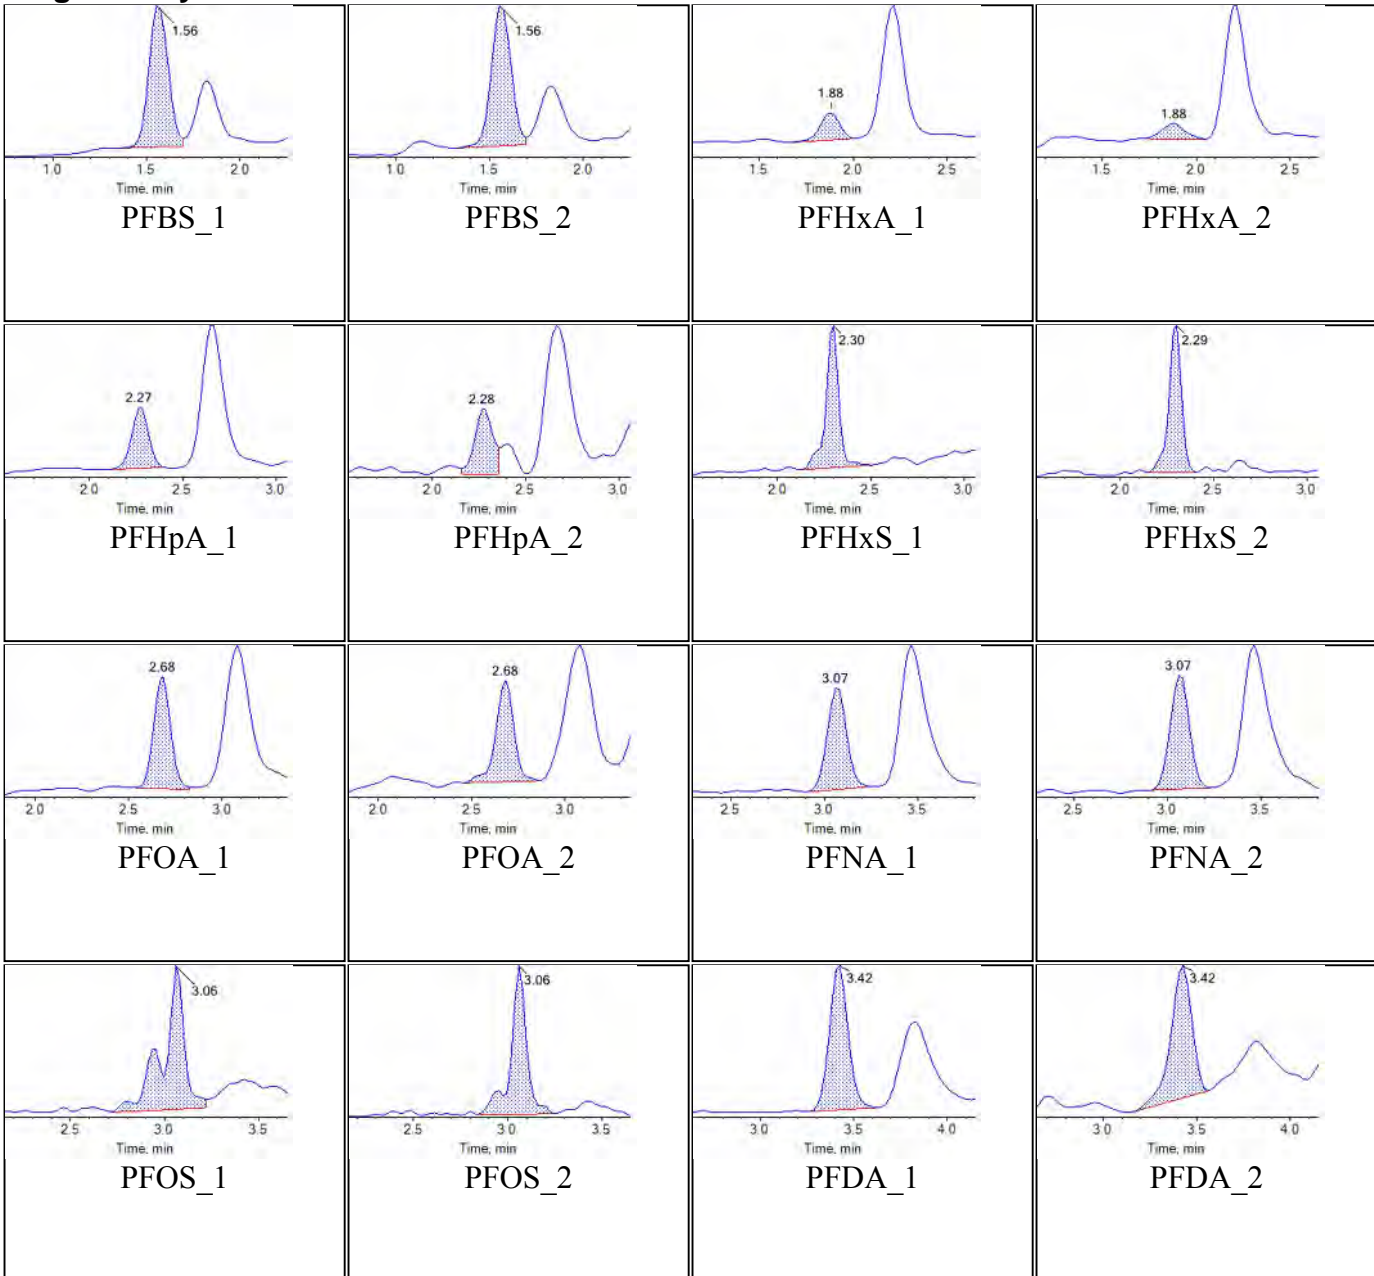 1.56 1.56 1.88 1.88
1.0 1.5 2.0 1.0 1.5 2.0 1.5 2.0 2.5 1.5 2.0 2.5
Time, min Time, min Time, min Time, min
PFBS_1 PFBS_2 PFHxA_1 PFHxA_2
2.27 2.28 2.30 2.29
2.0 2.5 3.0 2.0 2.5 3.0 2.0 2.5 3.0 2.0 2.5 3.0
Time, min Time, min Time, min Time, min
PFHpA_1 PFHpA_2 PFHxS_1 PFHxS_2
2.68 2.68 3.07 3.07
2.0 2.5 3.0 2.0 2.5 3.0 2.5 3.0 3.5 2.5 3.0 3.5
Time, min Time, min Time, min Time, min
PFOA_1 PFOA_2 PFNA_1 PFNA_2
3.06 3.06 3.42 3.42
2.5 3.0 3.5 2.5 3.0 3.5 3.0 3.5 4.0 3.0 3.5 4.0
Time, min Time, min Time, min Time, min
PFOS_1 PFOS_2 PFDA_1 PFDA_2